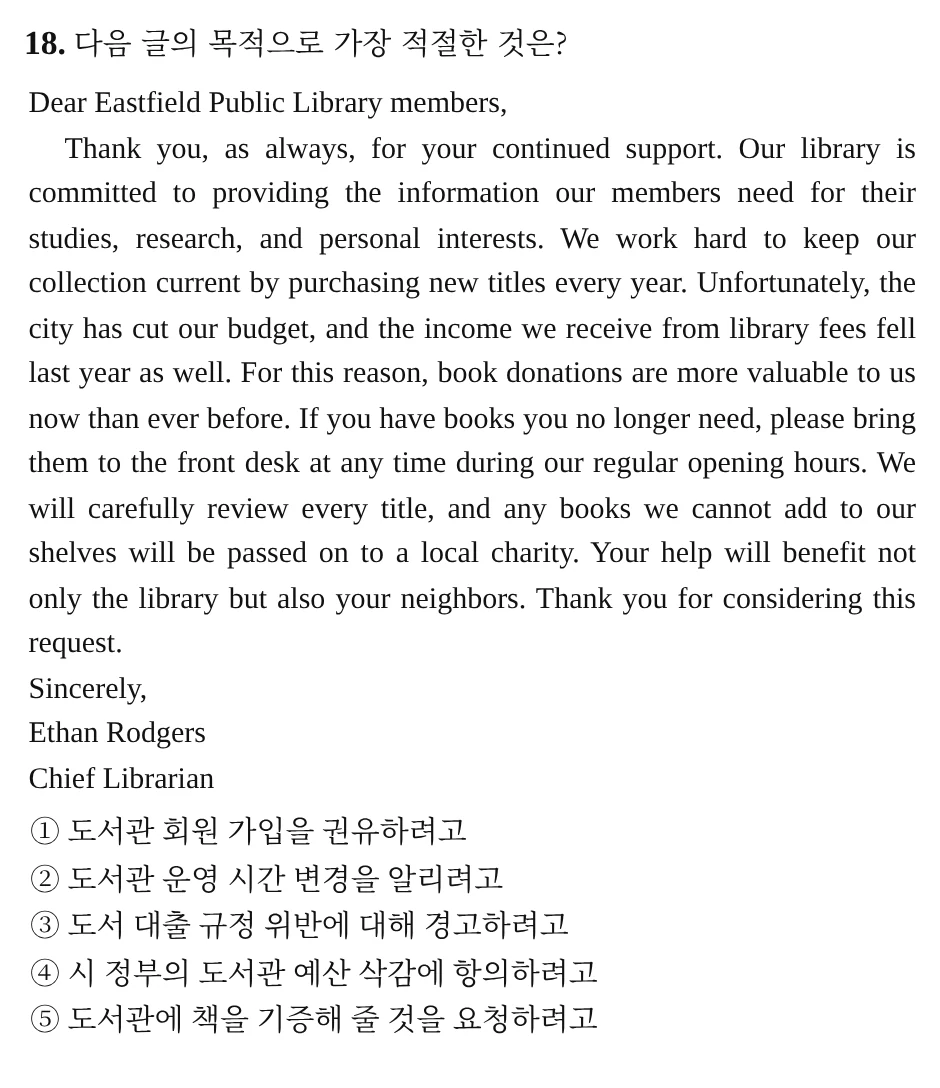 18. 다음 글의 목적으로 가장 적절한 것은?
Dear Eastfield Public Library members,
Thank you, as always, for your continued support. Our library is
committed to providing the information our members need for their
studies, research, and personal interests. We work hard to keep our
collection current by purchasing new titles every year. Unfortunately, the
city has cut our budget, and the income we receive from library fees fell
last year as well. For this reason, book donations are more valuable to us
now than ever before. If you have books you no longer need, please bring
them to the front desk at any time during our regular opening hours. We
will carefully review every title, and any books we cannot add to our
shelves will be passed on to a local charity. Your help will benefit not
only the library but also your neighbors. Thank you for considering this
request.
Sincerely,
Ethan Rodgers
Chief Librarian
① 도서관 회원 가입을 권유하려고
② 도서관 운영 시간 변경을 알리려고
③ 도서 대출 규정 위반에 대해 경고하려고
④ 시 정부의 도서관 예산 삭감에 항의하려고
⑤ 도서관에 책을 기증해 줄 것을 요청하려고